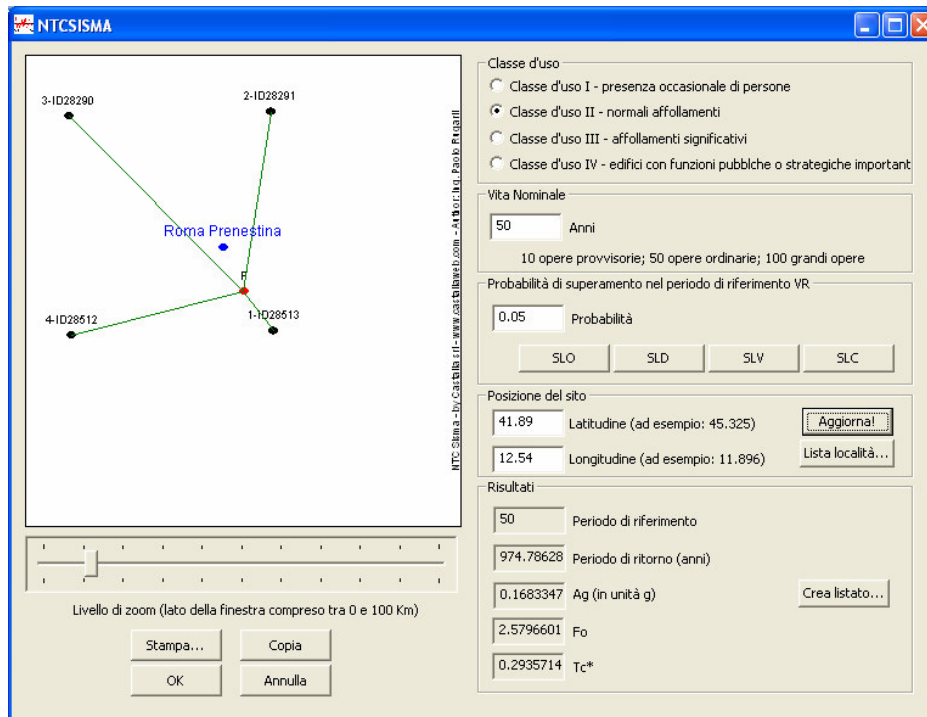 NTCSISMA
3-ID28290
2-ID28291
Roma Prenestina
P
4-ID28512
1-ID28513
NTC Sisma - by Castalia srl - www.castaliaweb.com - Author: Ing. Paolo Rugarli
Livello di zoom (lato della finestra compreso tra 0 e 100 Km)
Stampa...
Copia
OK
Annulla
Classe d'uso
Classe d'uso I - presenza occasionale di persone
Classe d'uso II - normali affollamenti
Classe d'uso III - affollamenti significativi
Classe d'uso IV - edifici con funzioni pubblche o strategiche important
Vita Nominale
50 Anni
10 opere provvisorie; 50 opere ordinarie; 100 grandi opere
Probabilità di superamento nel periodo di riferimento VR
0.05 Probabilità
SLO SLD SLV SLC
Posizione del sito
41.89 Latitudine (ad esempio: 45.325) Aggiorna!
12.54 Longitudine (ad esempio: 11.896) Lista località...
Risultati
50 Periodo di riferimento
974.78628 Periodo di ritorno (anni)
0.1683347 Ag (in unità g) Crea listato...
2.5796601 Fo
0.2935714 Tc*